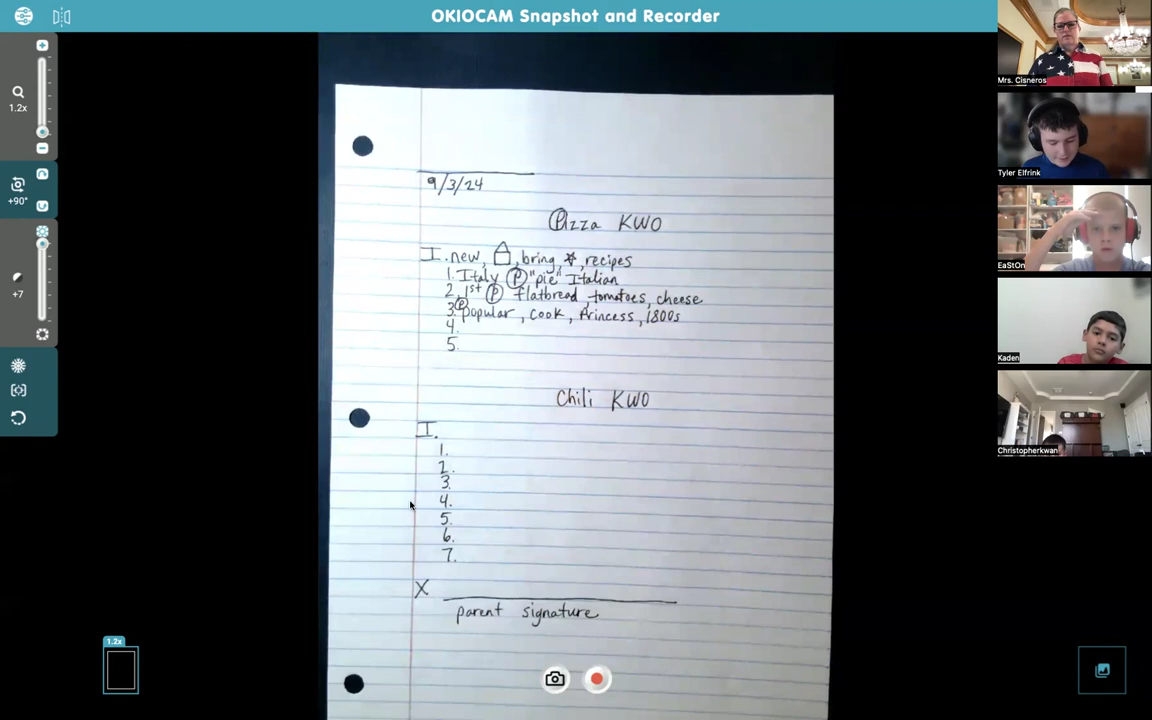 OKIOCAM Snapshot and Recorder
1.2x
+90°
+7
9/3/24
Pizza KWO
I. new, bring, recipes
1. Italy P "pie" Italian
2. 1st P flatbread, tomatoes, cheese
3. P popular, cook, Princess, 1800s
4.
5.
Chili KWO
I.
1.
2.
3.
4.
5.
6.
7.
X
parent signature
1.2x
Mrs. Cisneros
Tyler Elfrink
EaStOn
Kaden
Christopherkwan